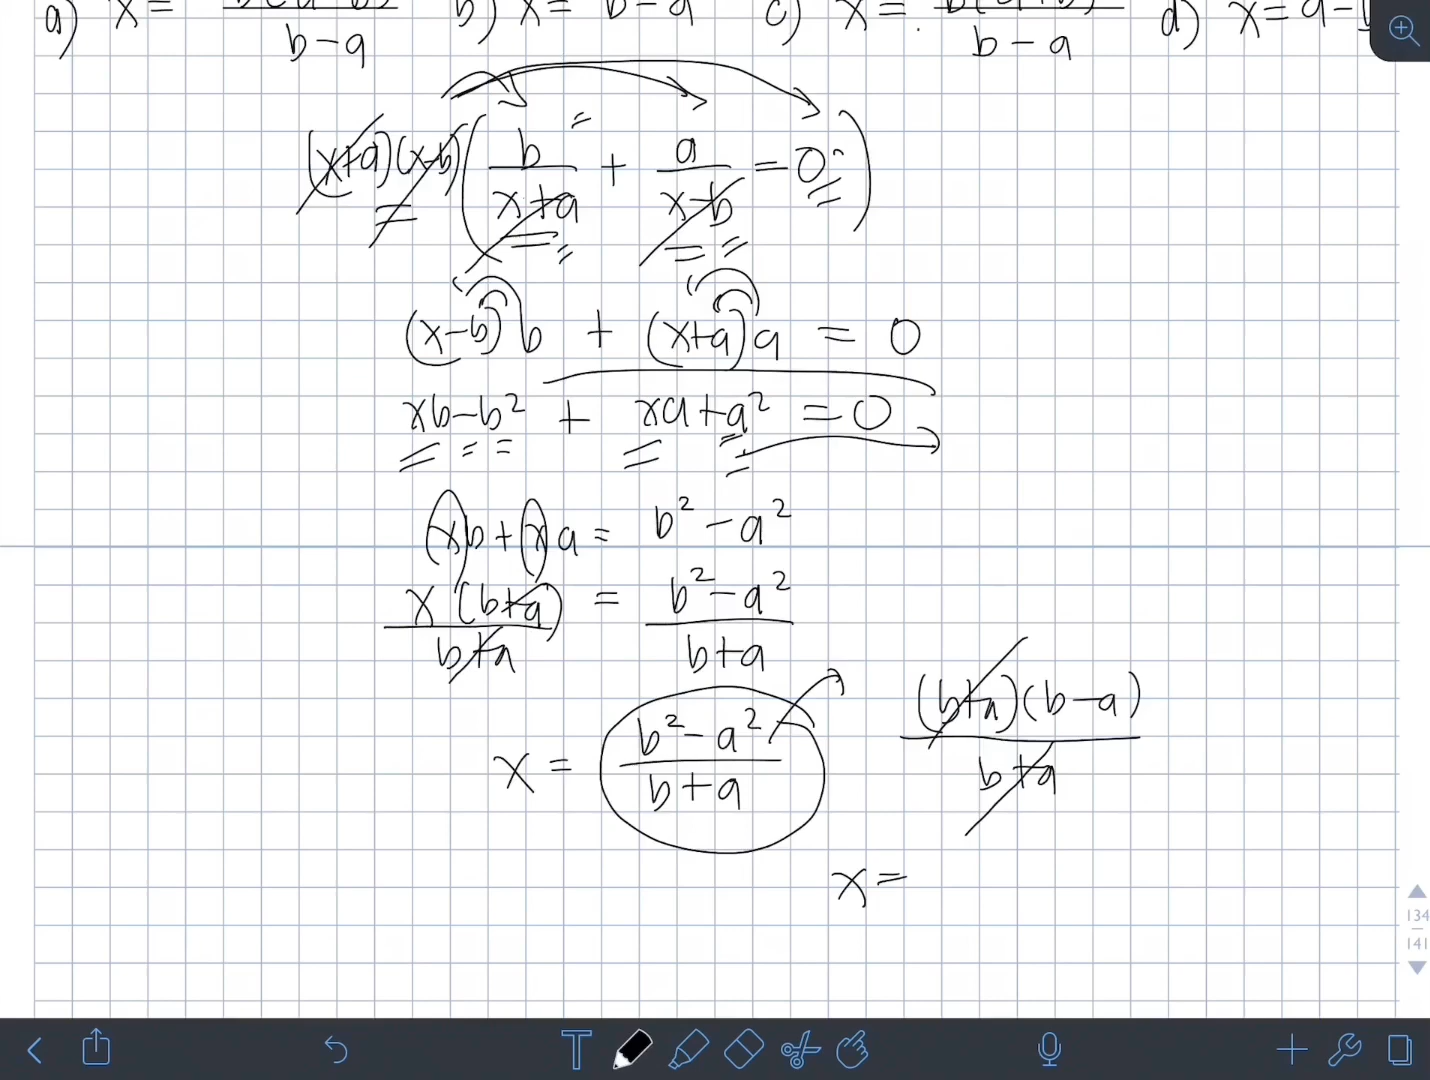 a) x = b-a b) x = b-a c) x = b-a d) x = a-
(x+a)(x-b)(b/(x+a) + a/(x-b) = 0)
(x-b)b + (x+a)a = 0
xb-b² + xa+a² = 0
xb+xa = b²-a²
x(b+a)/(b+a) = (b²-a²)/(b+a)
x = (b²-a²)/(b+a) (b+a)(b-a)/(b+a)
x =
134
141
T